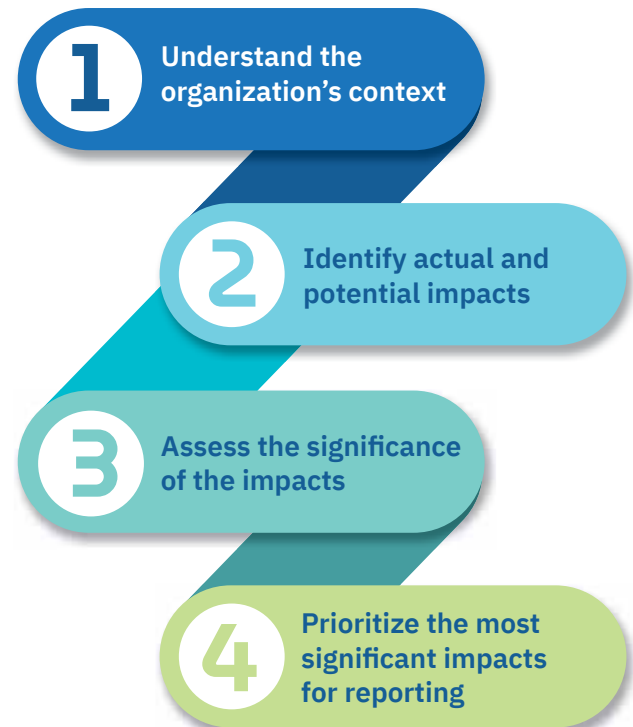 1
Understand the
organization’s context
2
Identify actual and
potential impacts
3
Assess the significance
of the impacts
4
Prioritize the most
significant impacts
for reporting